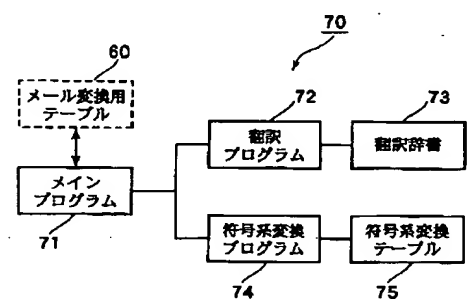 70
60
メール変換用
テーブル
72
73
翻訳
プログラム
翻訳辞書
メイン
プログラム
71
符号系変換
プログラム
符号系変換
テーブル
74
75